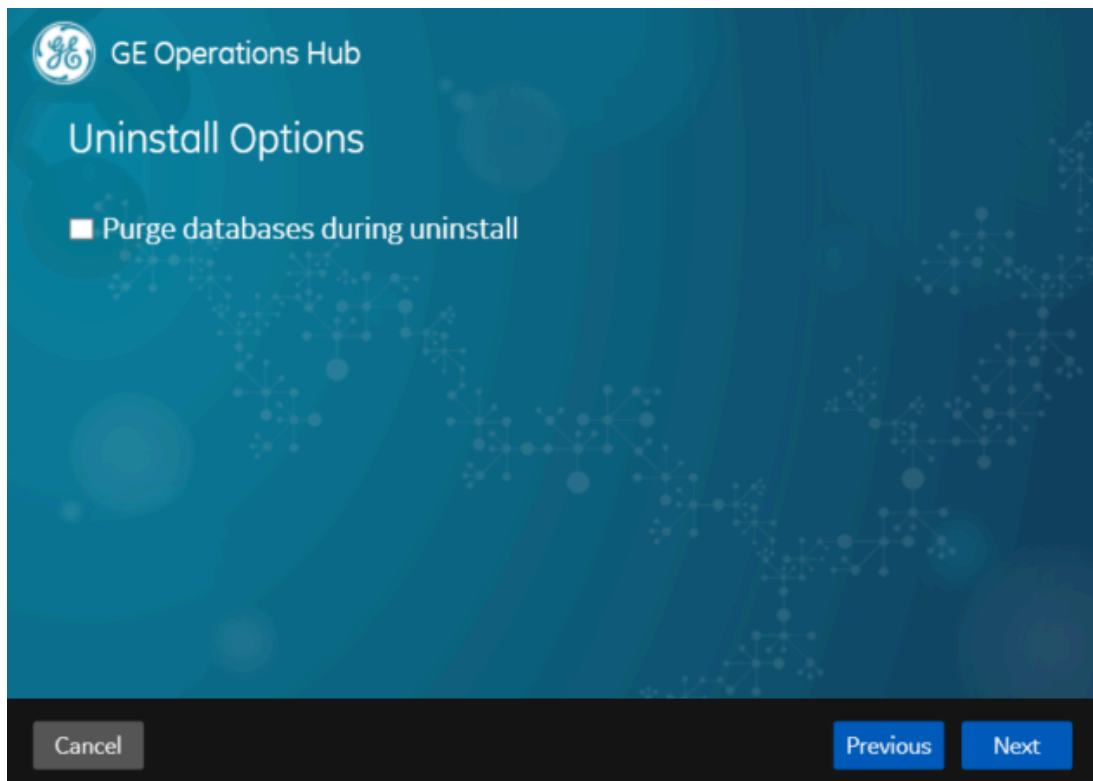 GE Operations Hub
Uninstall Options
Purge databases during uninstall
Cancel
Previous
Next